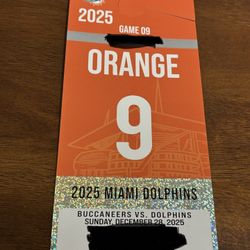 2025
GAME 09
ORANGE
9
2025 MIAMI DOLPHINS
BUCCANEERS VS. DOLPHINS
SUNDAY, DECEMBER 28, 2025